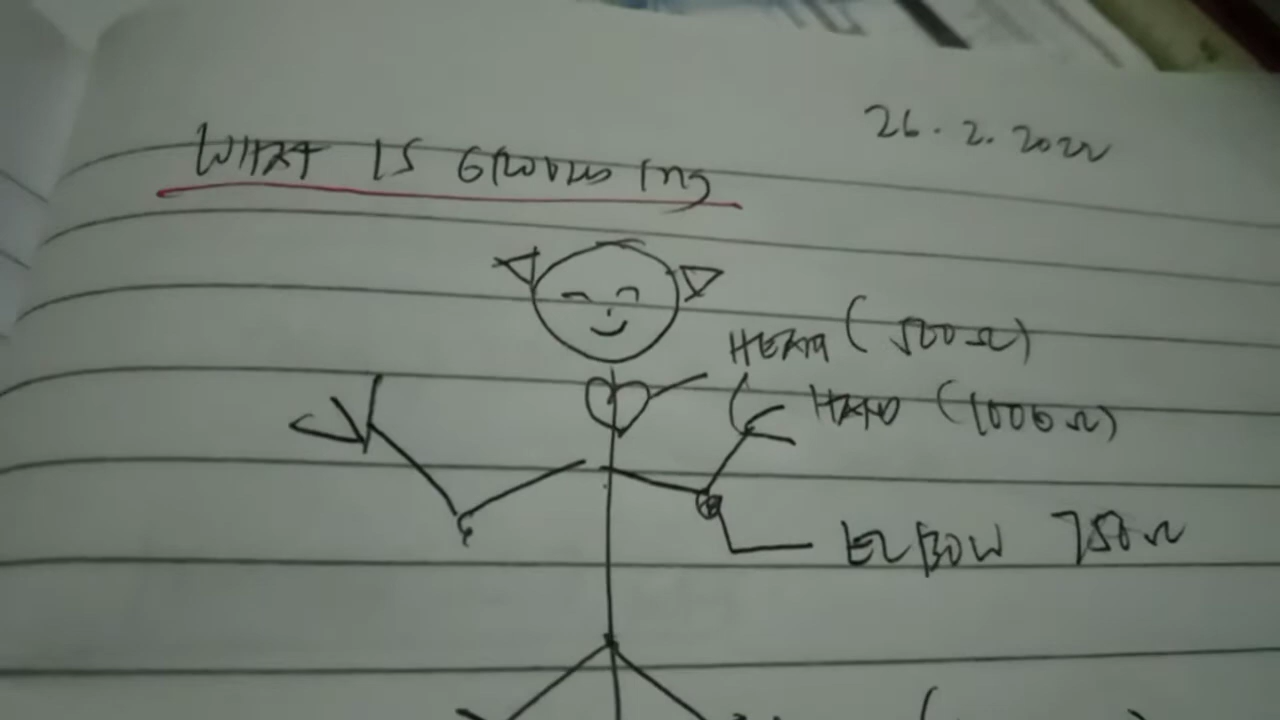 26.2.2022
WHAT IS GROUNDING
HEART (500Ω)
HAND (1000Ω)
ELBOW 750Ω